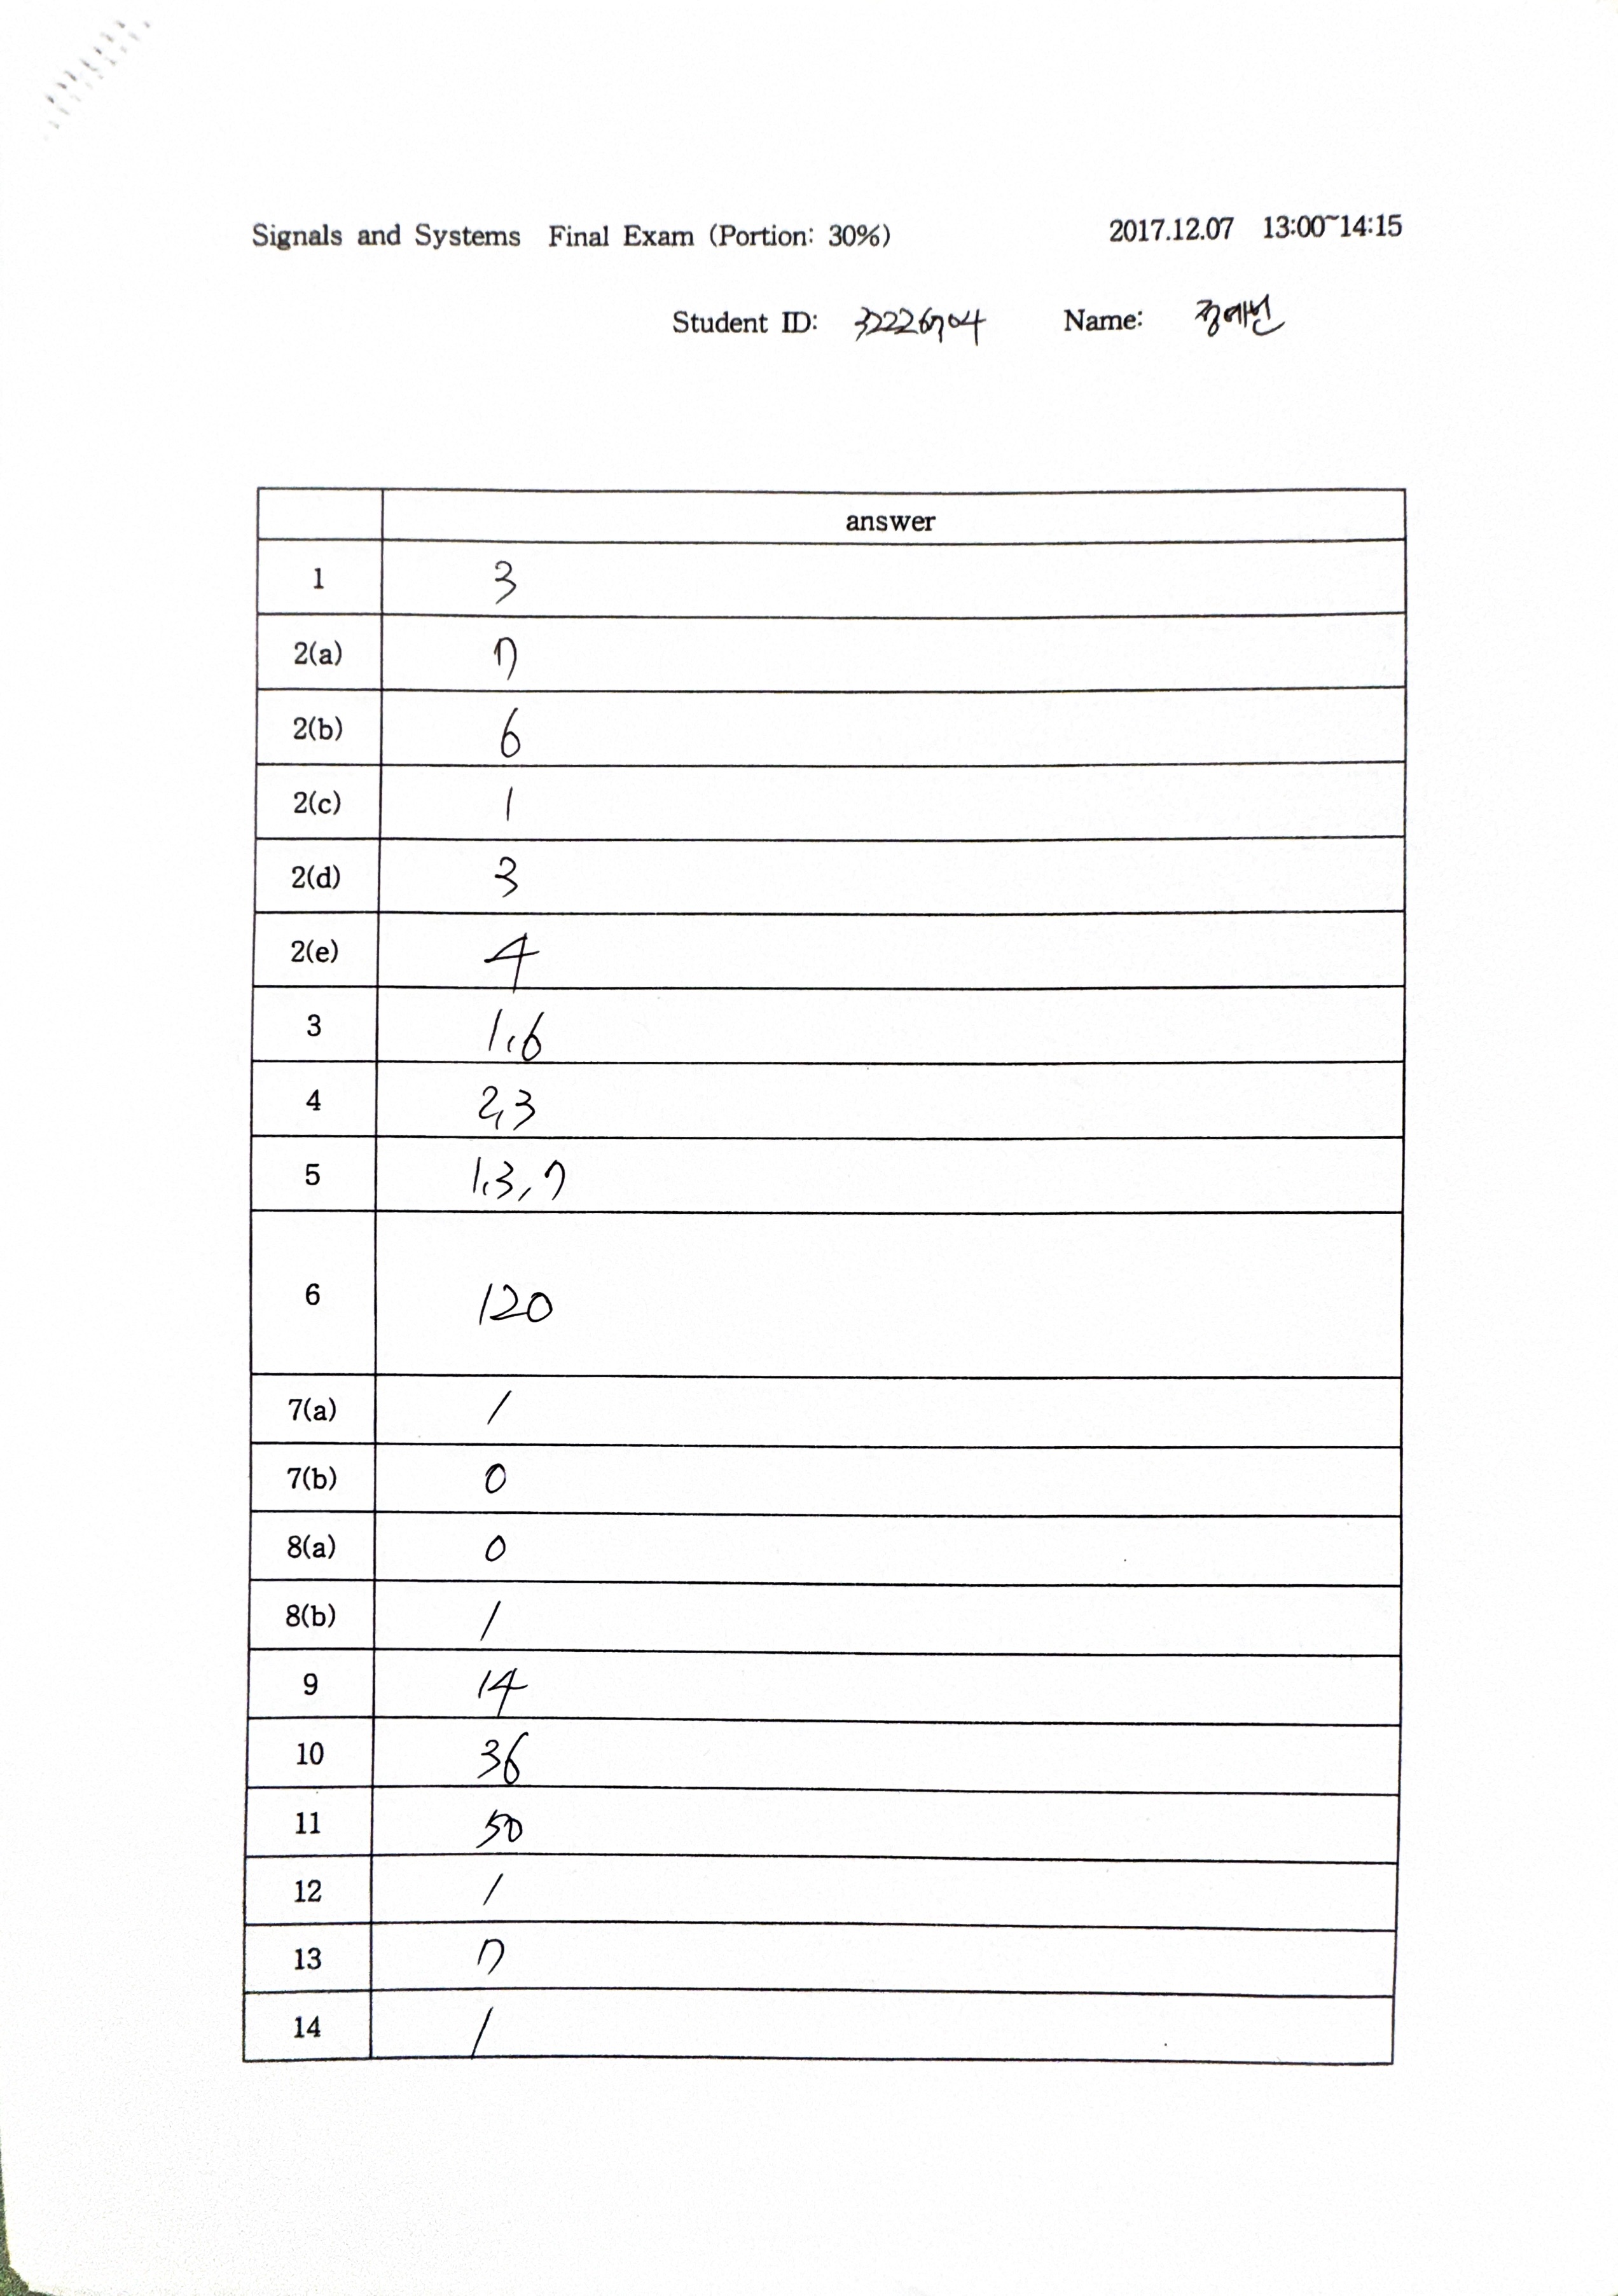 Signals and Systems Final Exam (Portion: 30%) 2017.12.07 13:00~14:15
Student ID: 32226704 Name: 정예빈
answer
1 3
2(a) 7
2(b) 6
2(c) 1
2(d) 3
2(e) 4
3 1,6
4 2,3
5 1,3,7
6 120
7(a) 1
7(b) 0
8(a) 0
8(b) 1
9 14
10 36
11 50
12 1
13 7
14 1